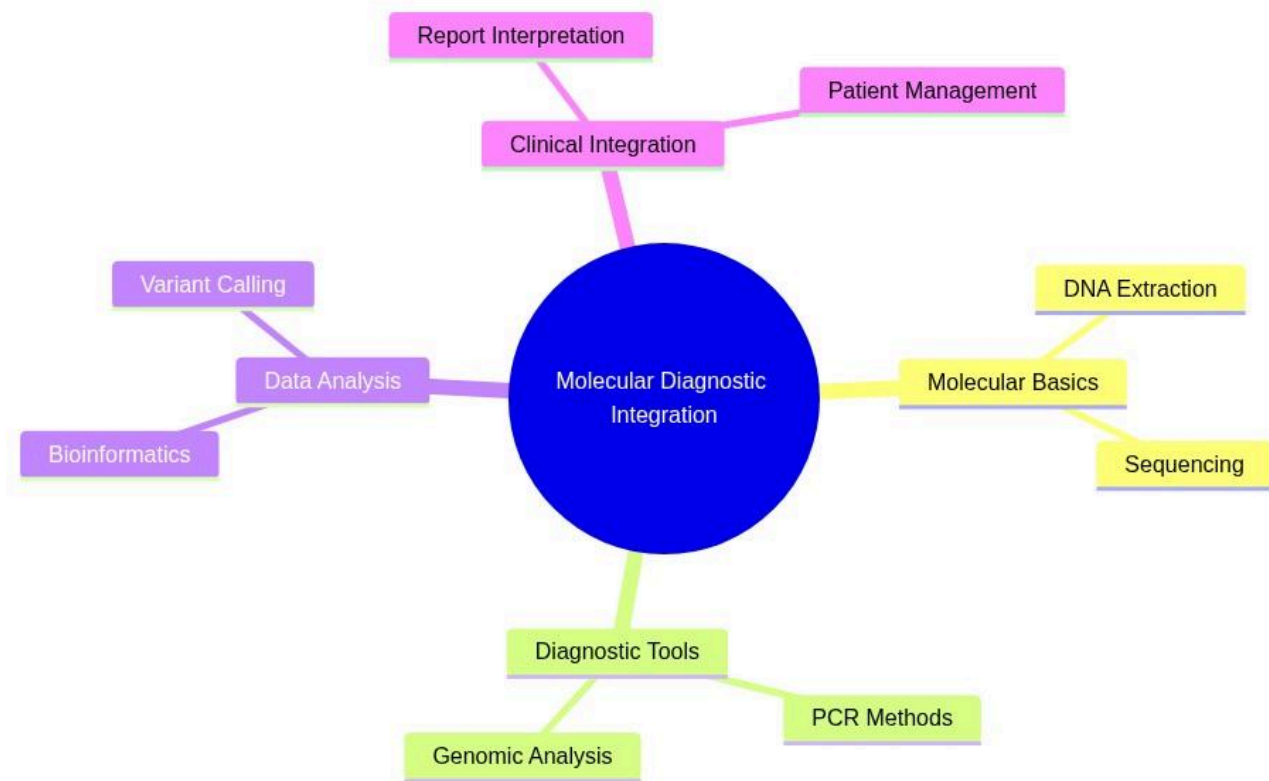 Report Interpretation
Patient Management
Clinical Integration
Variant Calling
DNA Extraction
Molecular Diagnostic
Integration
Data Analysis
Molecular Basics
Bioinformatics
Sequencing
Diagnostic Tools
PCR Methods
Genomic Analysis